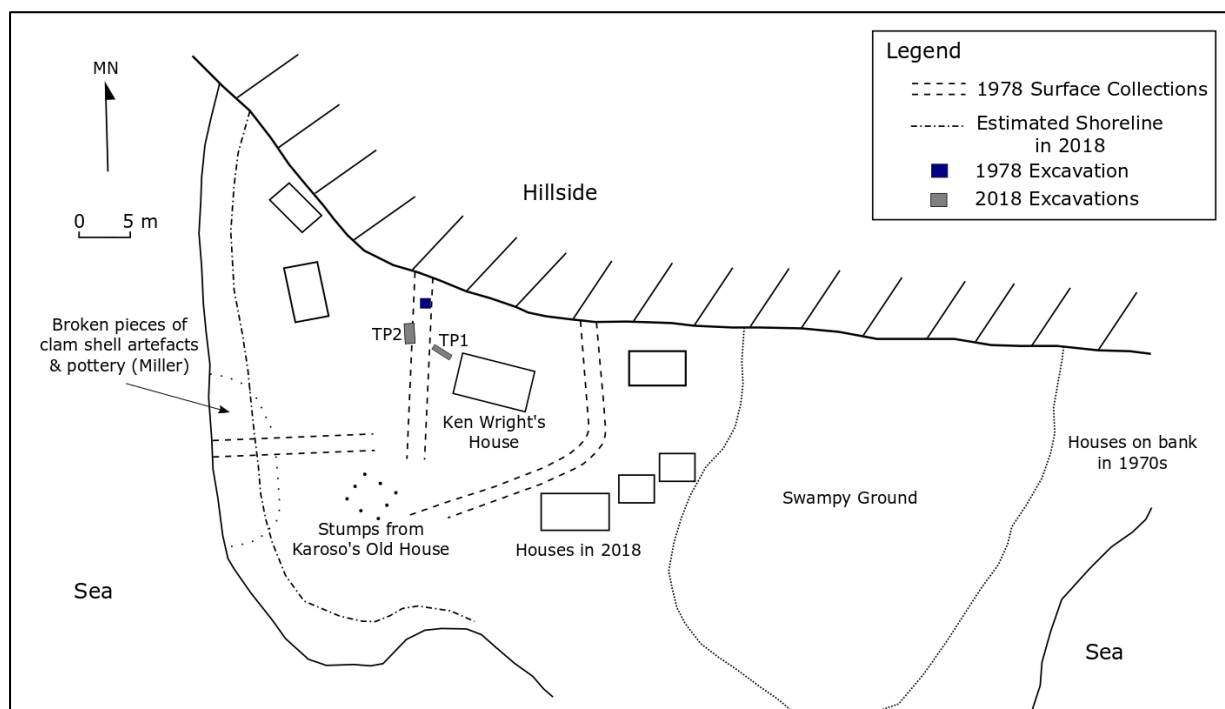 MN
0 5 m
Legend
1978 Surface Collections
Estimated Shoreline
in 2018
1978 Excavation
2018 Excavations
Hillside
Broken pieces of
clam shell artefacts
& pottery (Miller)
TP2
TP1
Ken Wright's
House
Houses on bank
in 1970s
Swampy Ground
Stumps from
Karoso's Old House
Houses in 2018
Sea
Sea